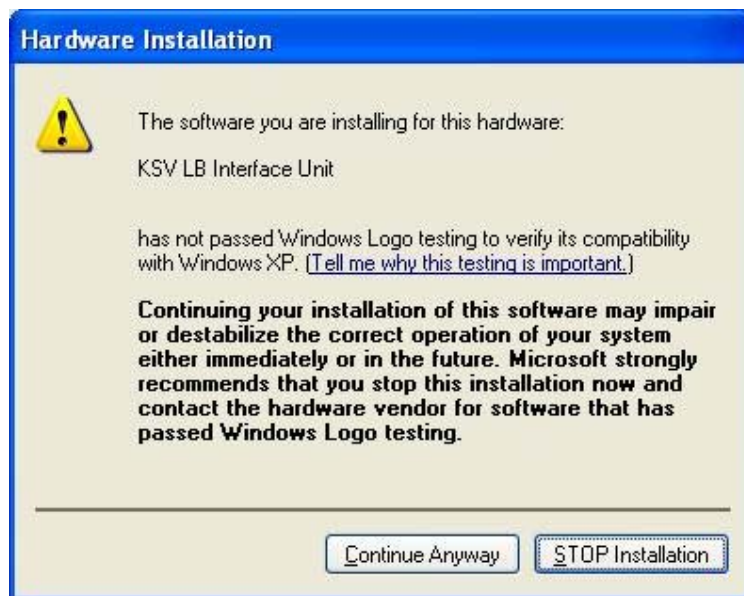 Hardware Installation
The software you are installing for this hardware:
KSV LB Interface Unit
has not passed Windows Logo testing to verify its compatibility
with Windows XP. (Tell me why this testing is important.)
Continuing your installation of this software may impair
or destabilize the correct operation of your system
either immediately or in the future. Microsoft strongly
recommends that you stop this installation now and
contact the hardware vendor for software that has
passed Windows Logo testing.
Continue Anyway STOP Installation